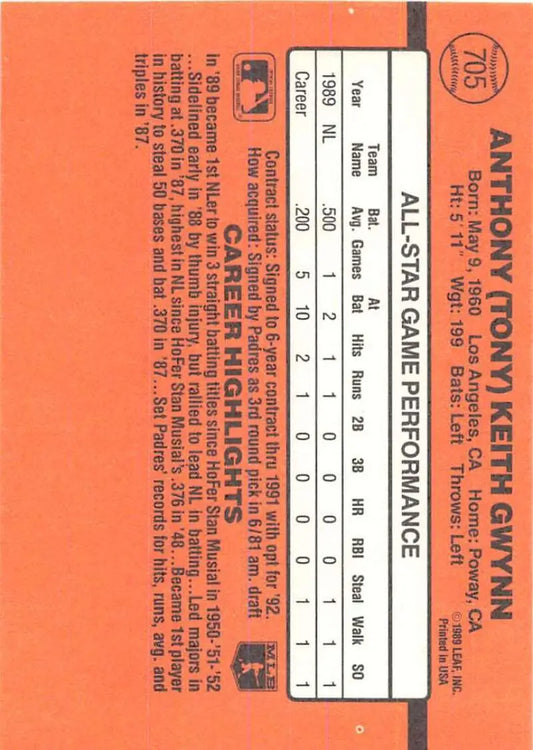 705
ANTHONY (TONY) KEITH GWYNN
Born: May 9, 1960 Los Angeles, CA Home: Poway, CA
Ht: 5' 11" Wgt: 199 Bats: Left Throws: Left
©1989 LEAF, INC.
Printed in USA
ALL-STAR GAME PERFORMANCE
Year Team Name Bat. Avg. Games At Bat Hits Runs 2B 3B HR RBI Steal Walk SO
1989 NL .500 1 2 1 1 0 0 0 0 1 1 1
Career .200 5 10 2 1 0 0 0 0 1 1 1
Contract status: Signed to 6-year contract thru 1991 with opt for '92.
How acquired: Signed by Padres as 3rd round pick in 6/81 am. draft
MLB
CAREER HIGHLIGHTS
In '89 became 1st NLer to win 3 straight batting titles since HoFer Stan Musial in 1950-'51-'52
...Sidelined early in '88 by thumb injury, but rallied to lead NL in batting...Led majors in
batting at .370 in '87, highest in NL since HoFer Stan Musial's .376 in '48...Became 1st player
in history to steal 50 bases and bat .370 in '87...Set Padres' records for hits, runs, avg. and
triples in '87.